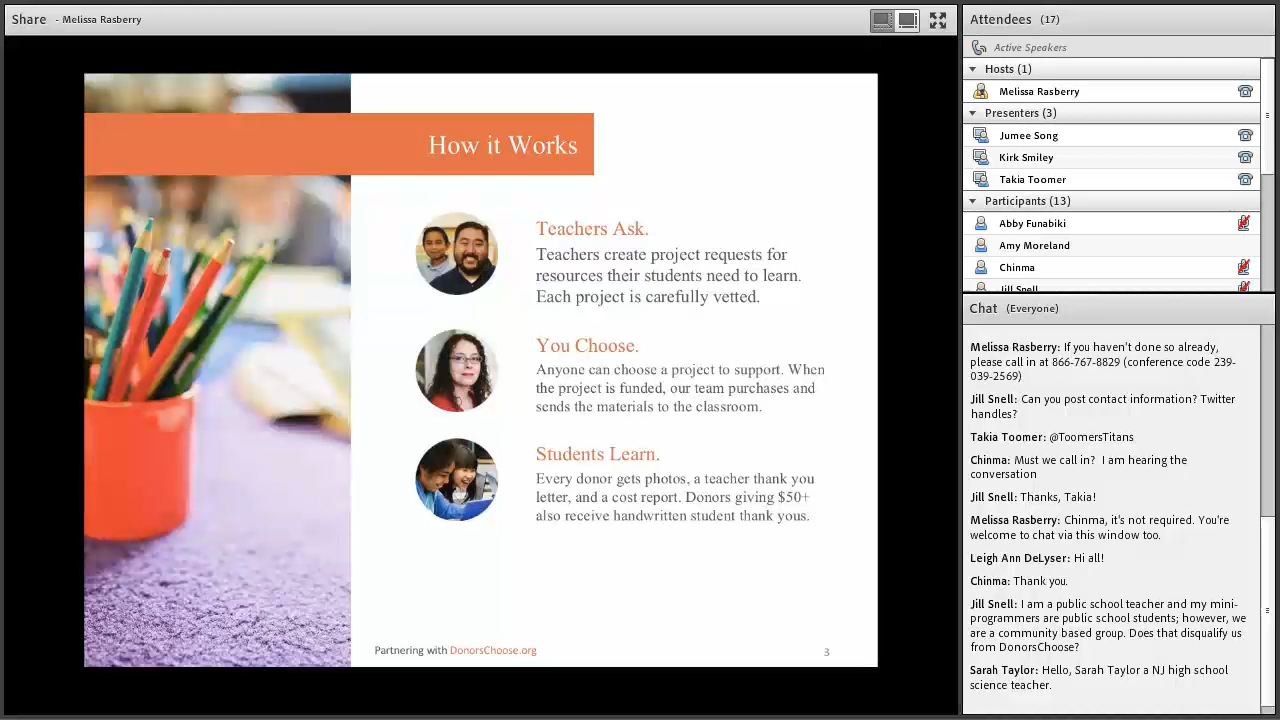 Share - Melissa Rasberry
How it Works
Teachers Ask.
Teachers create project requests for
resources their students need to learn.
Each project is carefully vetted.
You Choose.
Anyone can choose a project to support. When
the project is funded, our team purchases and
sends the materials to the classroom.
Students Learn.
Every donor gets photos, a teacher thank you
letter, and a cost report. Donors giving $50+
also receive handwritten student thank yous.
Partnering with DonorsChoose.org
3
Attendees (17)
Active Speakers
Hosts (1)
Melissa Rasberry
Presenters (3)
Jumee Song
Kirk Smiley
Takia Toomer
Participants (13)
Abby Funabiki
Amy Moreland
Chinma
Jill Snell
Chat (Everyone)
Melissa Rasberry: If you haven't done so already,
please call in at 866-767-8829 (conference code 239-
039-2569)
Jill Snell: Can you post contact information? Twitter
handles?
Takia Toomer: @ToomersTitans
Chinma: Must we call in? I am hearing the
conversation
Jill Snell: Thanks, Takia!
Melissa Rasberry: Chinma, it's not required. You're
welcome to chat via this window too.
Leigh Ann DeLyser: Hi all!
Chinma: Thank you.
Jill Snell: I am a public school teacher and my mini-
programmers are public school students; however, we
are a community based group. Does that disqualify us
from DonorsChoose?
Sarah Taylor: Hello, Sarah Taylor a NJ high school
science teacher.